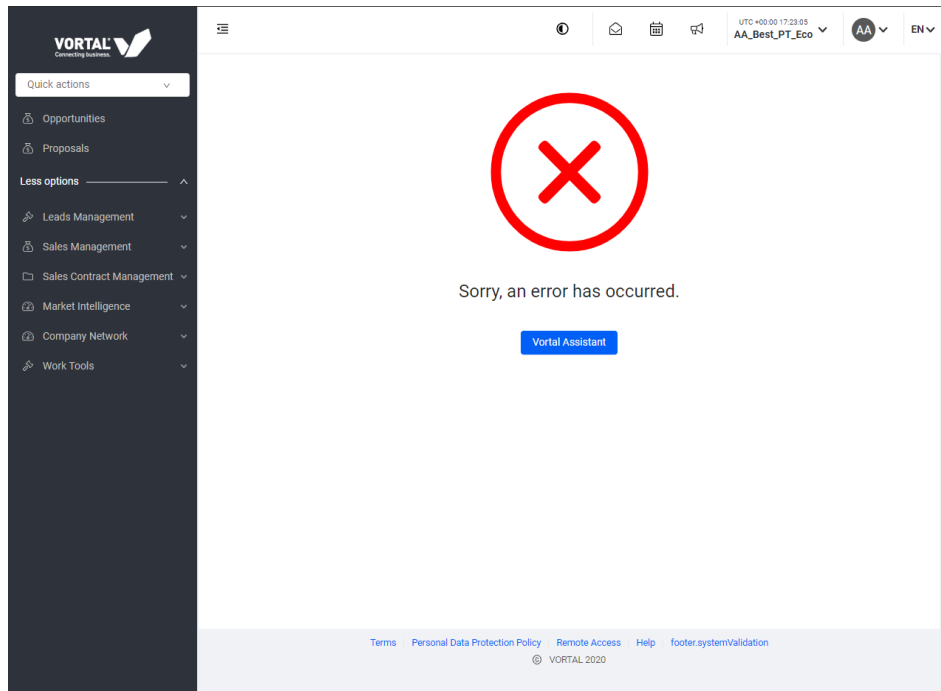 VORTAL
Connecting business.
Quick actions
Opportunities
Proposals
Less options
Leads Management
Sales Management
Sales Contract Management
Market Intelligence
Company Network
Work Tools
UTC +00:00 17:23:05
AA_Best_PT_Eco
AA
EN
Sorry, an error has occurred.
Vortal Assistant
Terms Personal Data Protection Policy Remote Access Help footer.systemValidation
© VORTAL 2020